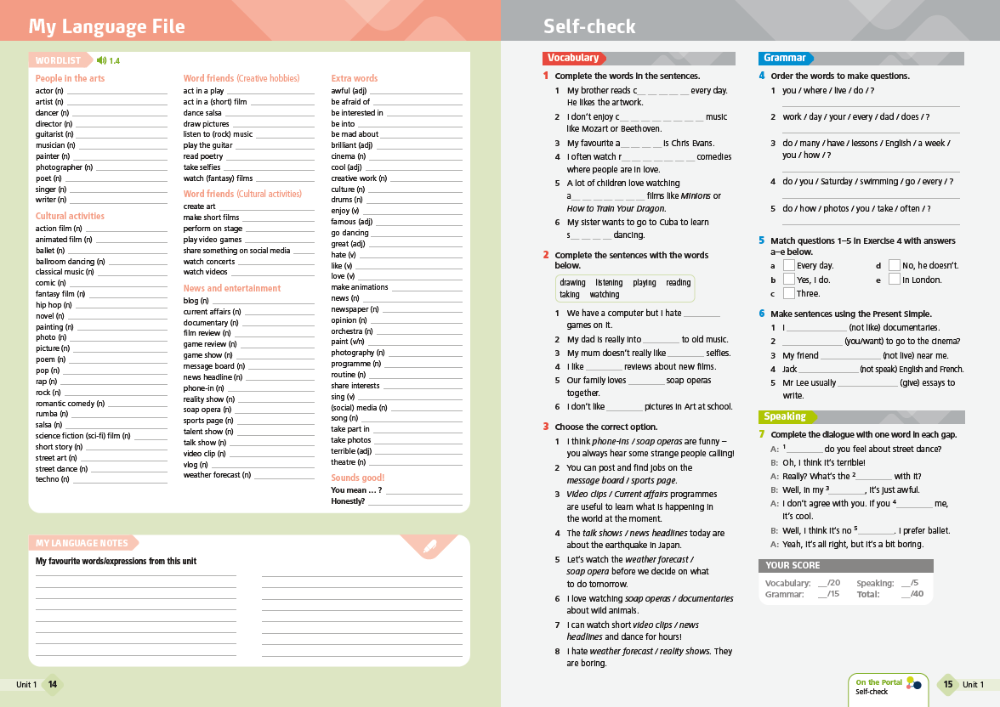 My Language File
WORDLIST 1.4
People in the arts
actor (n)
artist (n)
dancer (n)
director (n)
guitarist (n)
musician (n)
painter (n)
photographer (n)
poet (n)
singer (n)
writer (n)
Cultural activities
action film (n)
animated film (n)
ballet (n)
ballroom dancing (n)
classical music (n)
comic (n)
fantasy film (n)
hip hop (n)
novel (n)
painting (n)
photo (n)
picture (n)
poem (n)
pop (n)
rap (n)
rock (n)
romantic comedy (n)
rumba (n)
salsa (n)
science fiction (sci-fi) film (n)
short story (n)
street art (n)
street dance (n)
techno (n)
Word friends (Creative hobbies)
act in a play
act in a (short) film
dance salsa
draw pictures
listen to (rock) music
play the guitar
read poetry
take selfies
watch (fantasy) films
Word friends (Cultural activities)
create art
make short films
perform on stage
play video games
share something on social media
watch concerts
watch videos
News and entertainment
blog (n)
current affairs (n)
documentary (n)
film review (n)
game review (n)
game show (n)
message board (n)
news headline (n)
phone-in (n)
reality show (n)
soap opera (n)
sports page (n)
talent show (n)
talk show (n)
video clip (n)
vlog (n)
weather forecast (n)
Extra words
awful (adj)
be afraid of
be interested in
be into
be mad about
brilliant (adj)
cinema (n)
cool (adj)
creative work (n)
culture (n)
drums (n)
enjoy (v)
famous (adj)
go dancing
great (adj)
hate (v)
like (v)
love (v)
make animations
news (n)
newspaper (n)
opinion (n)
orchestra (n)
paint (v/n)
photography (n)
programme (n)
routine (n)
share interests
sing (v)
(social) media (n)
song (n)
take part in
take photos
terrible (adj)
theatre (n)
Sounds good!
You mean ... ?
Honestly?
MY LANGUAGE NOTES
My favourite words/expressions from this unit
Unit 1 14
Self-check
Vocabulary
1 Complete the words in the sentences.
1 My brother reads c_ _ _ _ _ every day.
He likes the artwork.
2 I don't enjoy c_ _ _ _ _ _ _ _ music
like Mozart or Beethoven.
3 My favourite a_ _ _ _ is Chris Evans.
4 I often watch r_ _ _ _ _ _ _ comedies
where people are in love.
5 A lot of children love watching
a_ _ _ _ _ _ _ films like Minions or
How to Train Your Dragon.
6 My sister wants to go to Cuba to learn
s_ _ _ _ dancing.
2 Complete the sentences with the words
below.
drawing listening playing reading
taking watching
1 We have a computer but I hate ________
games on it.
2 My dad is really into ________ to old music.
3 My mum doesn't really like ________ selfies.
4 I like ________ reviews about new films.
5 Our family loves ________ soap operas
together.
6 I don't like ________ pictures in Art at school.
3 Choose the correct option.
1 I think phone-ins / soap operas are funny –
you always hear some strange people calling!
2 You can post and find jobs on the
message board / sports page.
3 Video clips / Current affairs programmes
are useful to learn what is happening in
the world at the moment.
4 The talk shows / news headlines today are
about the earthquake in Japan.
5 Let's watch the weather forecast /
soap opera before we decide on what
to do tomorrow.
6 I love watching soap operas / documentaries
about wild animals.
7 I can watch short video clips / news
headlines and dance for hours!
8 I hate weather forecast / reality shows. They
are boring.
Grammar
4 Order the words to make questions.
1 you / where / live / do / ?
2 work / day / your / every / dad / does / ?
3 do / many / have / lessons / English / a week /
you / how / ?
4 do / you / Saturday / swimming / go / every / ?
5 do / how / photos / you / take / often / ?
5 Match questions 1–5 in Exercise 4 with answers
a–e below.
a Every day. d No, he doesn't.
b Yes, I do. e In London.
c Three.
6 Make sentences using the Present Simple.
1 I ________ (not like) documentaries.
2 ________ (you/want) to go to the cinema?
3 My friend ________ (not live) near me.
4 Jack ________ (not speak) English and French.
5 Mr Lee usually ________ (give) essays to
write.
Speaking
7 Complete the dialogue with one word in each gap.
A: 1________ do you feel about street dance?
B: Oh, I think it's terrible!
A: Really? What's the 2________ with it?
B: Well, in my 3________, it's just awful.
A: I don't agree with you. If you 4________ me,
it's cool.
B: Well, I think it's no 5________. I prefer ballet.
A: Yeah, it's all right, but it's a bit boring.
YOUR SCORE
Vocabulary: __/20 Speaking: __/5
Grammar: __/15 Total: __/40
On the Portal
Self-check
15 Unit 1